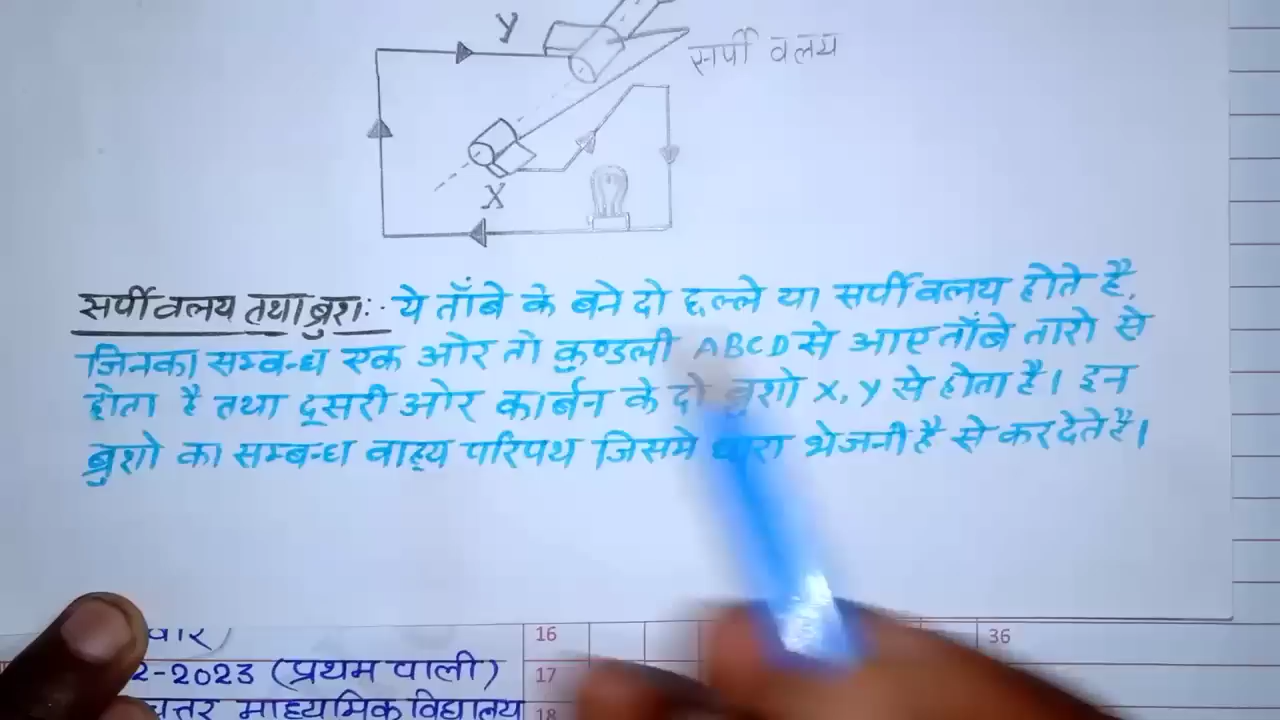 Y
सर्पी वलय
X
सर्पी वलय तथा ब्रुश:- ये ताँबे के बने दो छल्ले या सर्पी वलय होते है,
जिनका सम्बन्ध एक ओर तो कुण्डली ABCD से आए ताँबे तारो से
होता है तथा दूसरी ओर कार्बन के दो ब्रुशो X, Y से होता है। इन
ब्रुशो का सम्बन्ध वाह्य परिपथ जिसमे धारा भेजनी है से कर देते है।
16
36
2-2023 (प्रथम पाली)
17
माध्यमिक विद्यालय
18